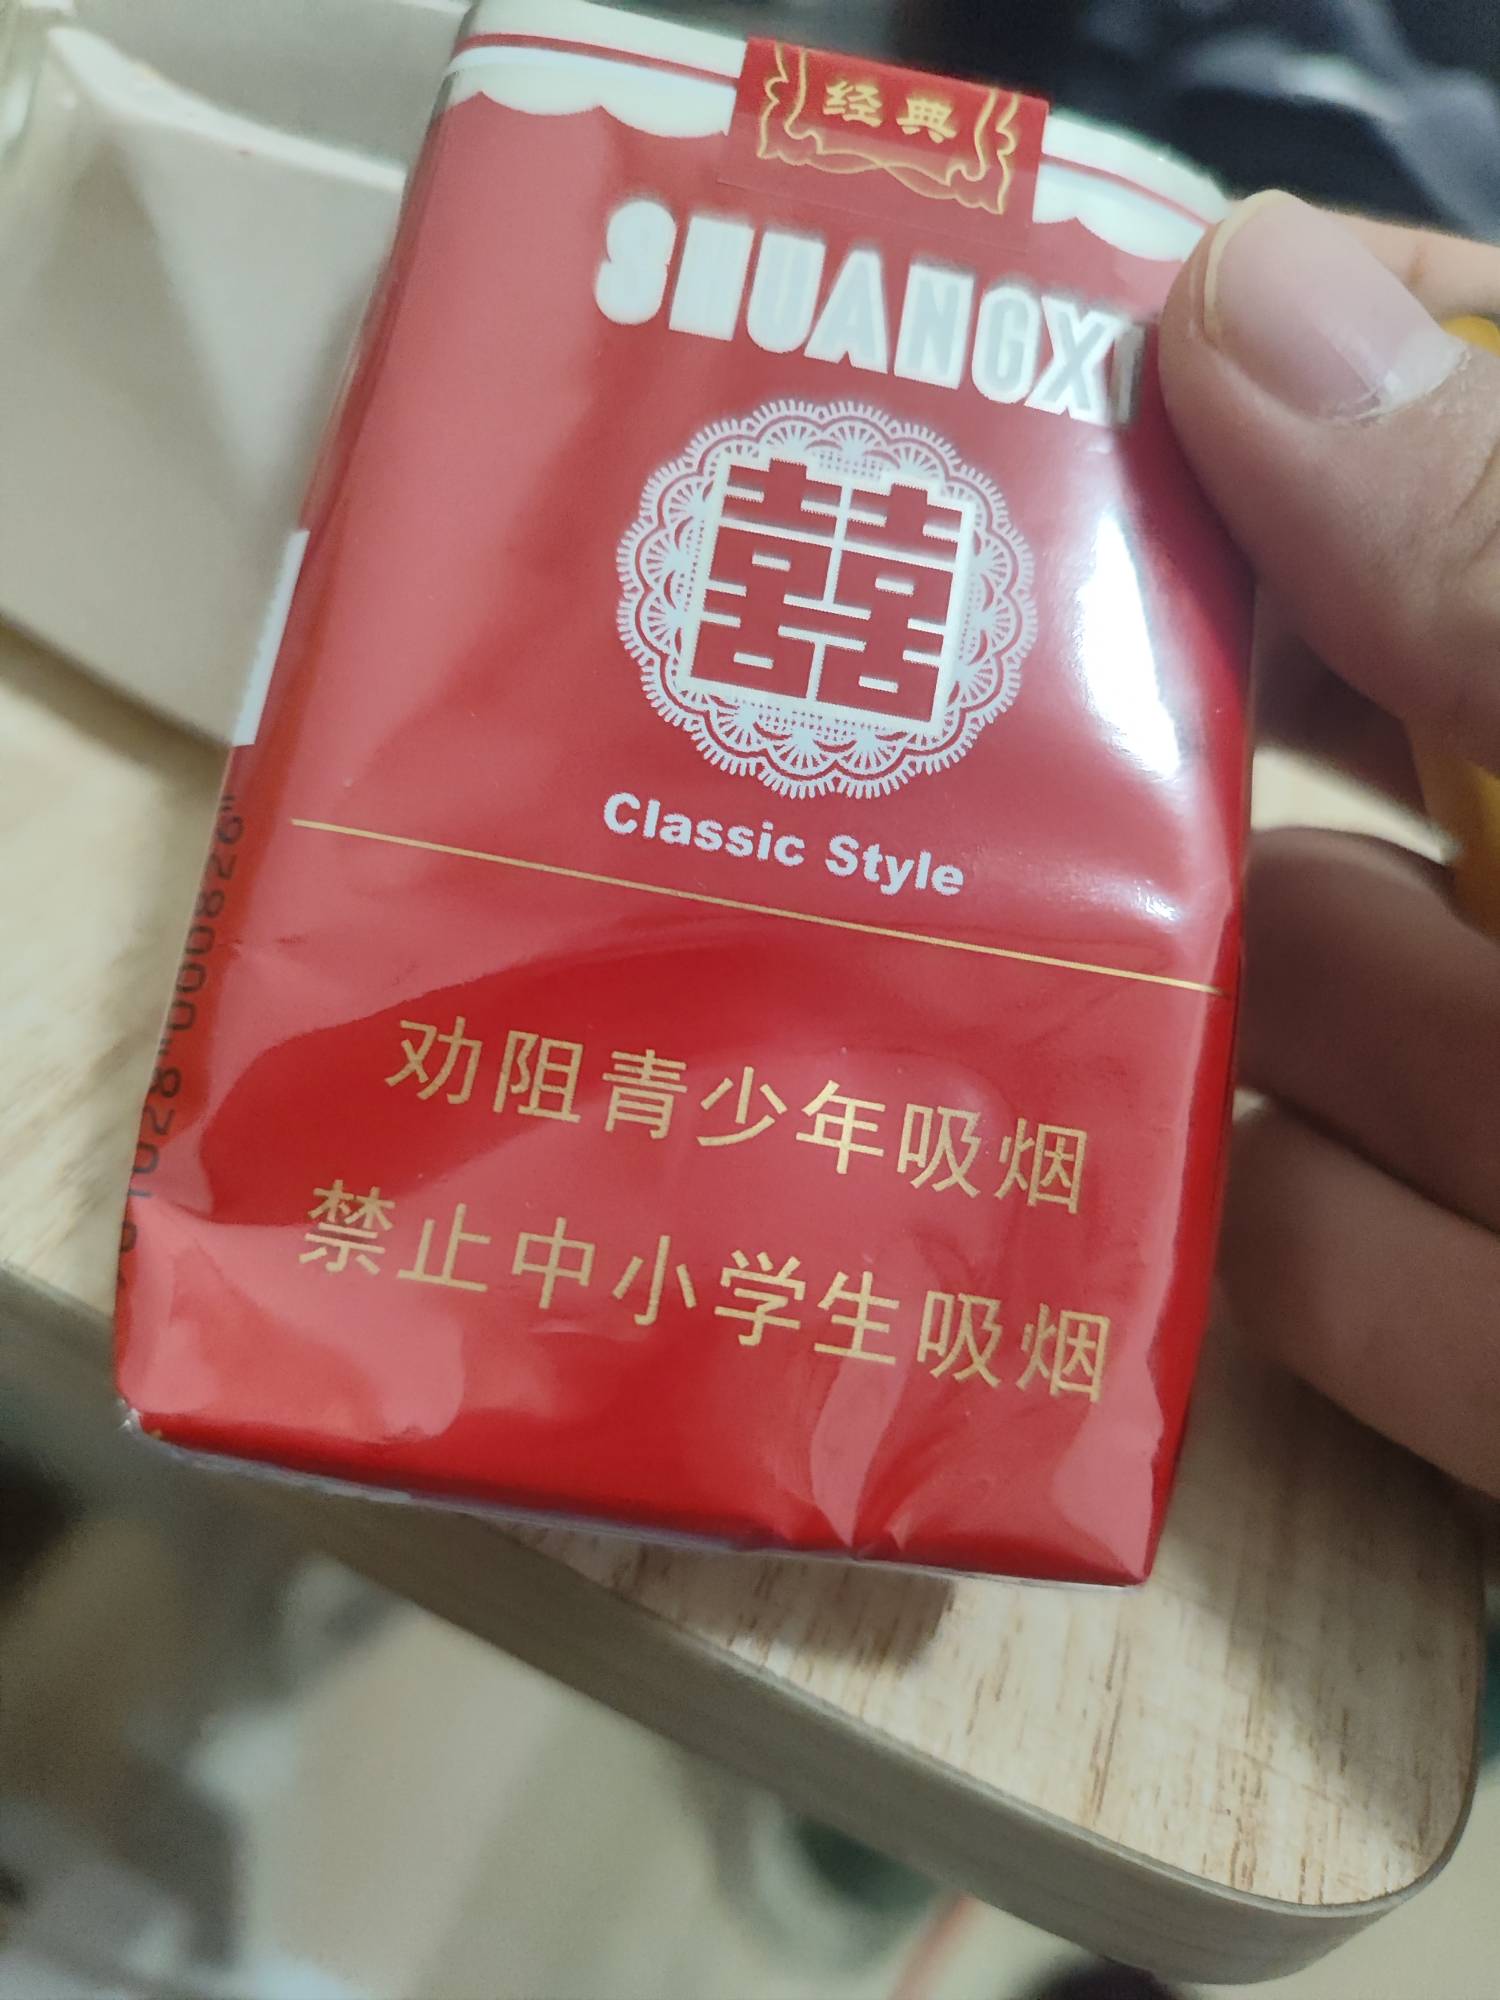 经典
SHUANGXI
囍
Classic Style
劝阻青少年吸烟
禁止中小学生吸烟